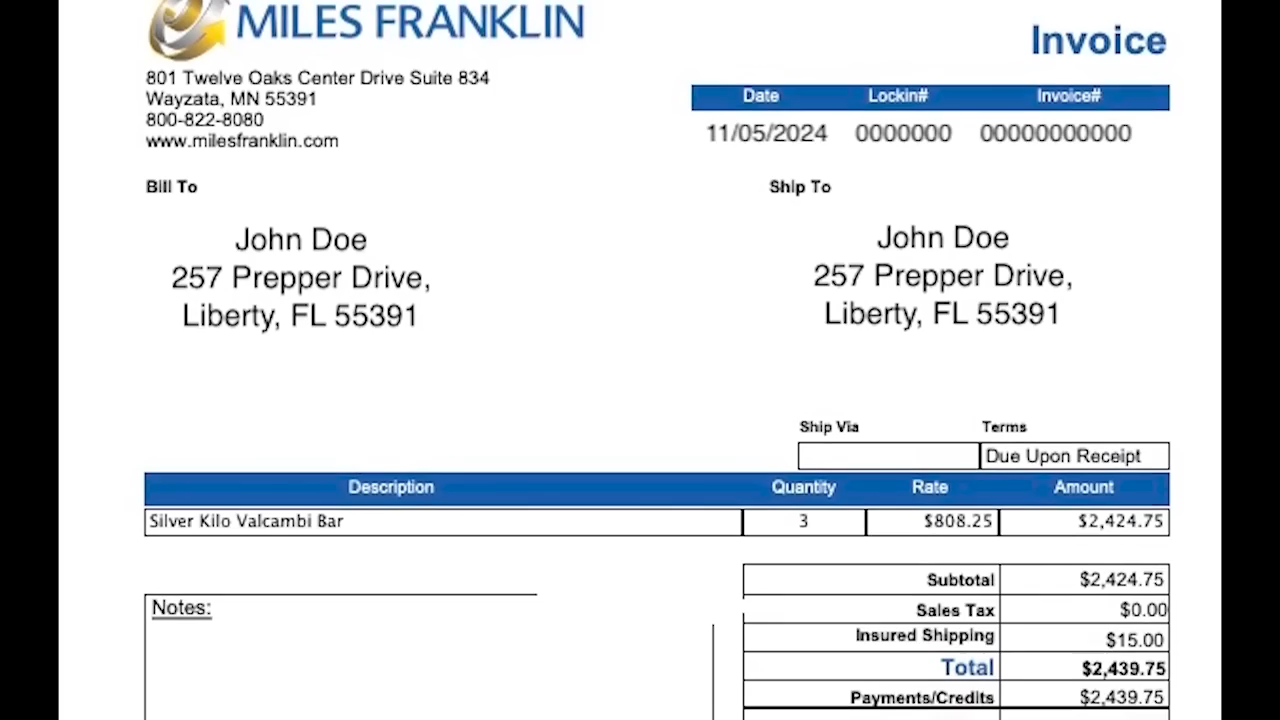 MILES FRANKLIN
Invoice
801 Twelve Oaks Center Drive Suite 834
Wayzata, MN 55391
800-822-8080
www.milesfranklin.com
Date Lockin# Invoice#
11/05/2024 0000000 00000000000
Bill To
John Doe
257 Prepper Drive,
Liberty, FL 55391
Ship To
John Doe
257 Prepper Drive,
Liberty, FL 55391
Ship Via Terms
Due Upon Receipt
Description Quantity Rate Amount
Silver Kilo Valcambi Bar 3 $808.25 $2,424.75
Subtotal $2,424.75
Sales Tax $0.00
Insured Shipping $15.00
Total $2,439.75
Payments/Credits $2,439.75
Notes: